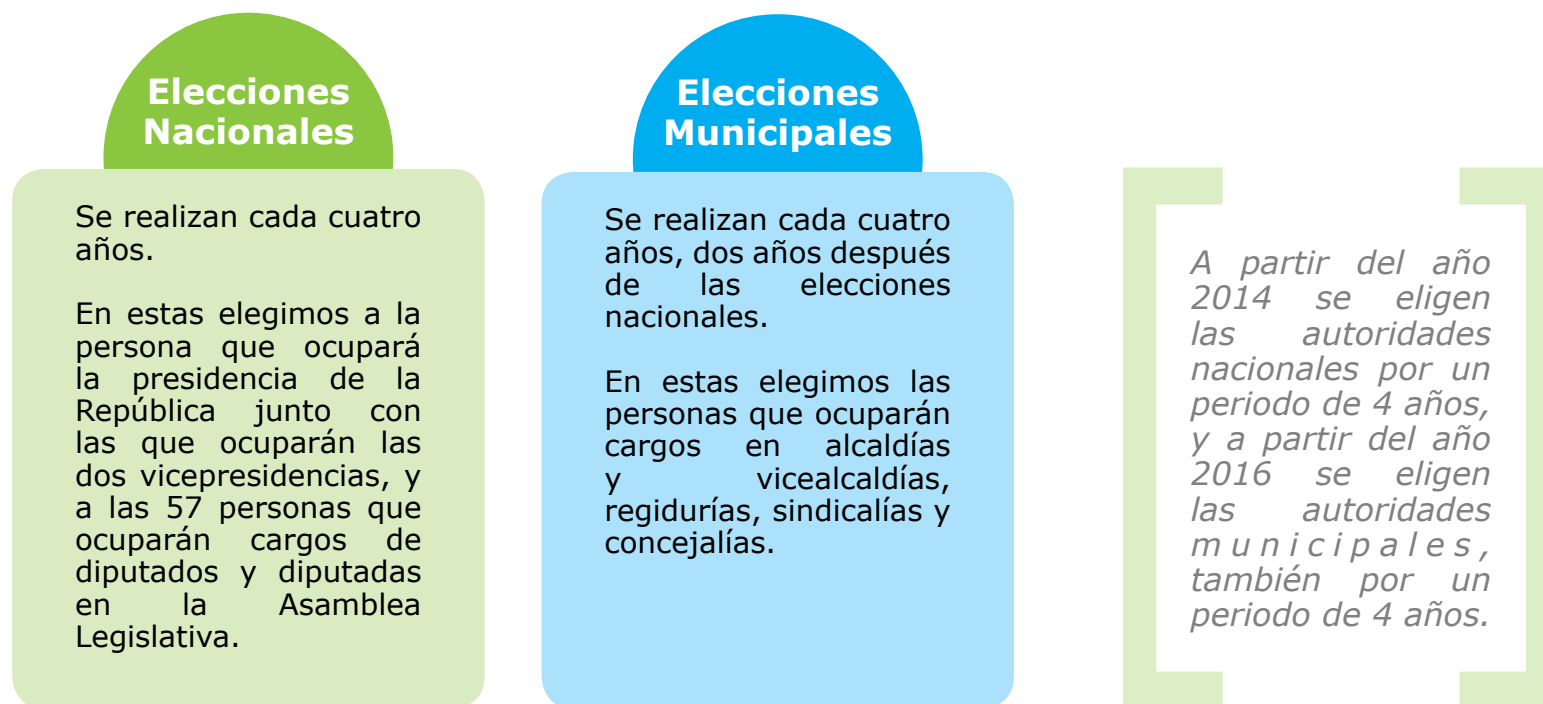 Elecciones
Nacionales
Se realizan cada cuatro
años.
En estas elegimos a la
persona que ocupará
la presidencia de la
República junto con
las que ocuparán las
dos vicepresidencias, y
a las 57 personas que
ocuparán cargos de
diputados y diputadas
en la Asamblea
Legislativa.
Elecciones
Municipales
Se realizan cada cuatro
años, dos años después
de las elecciones
nacionales.
En estas elegimos las
personas que ocuparán
cargos en alcaldías
y vicealcaldías,
regidurías, sindicalías y
concejalías.
A partir del año
2014 se eligen
las autoridades
nacionales por un
periodo de 4 años,
y a partir del año
2016 se eligen
las autoridades
municipales,
también por un
periodo de 4 años.